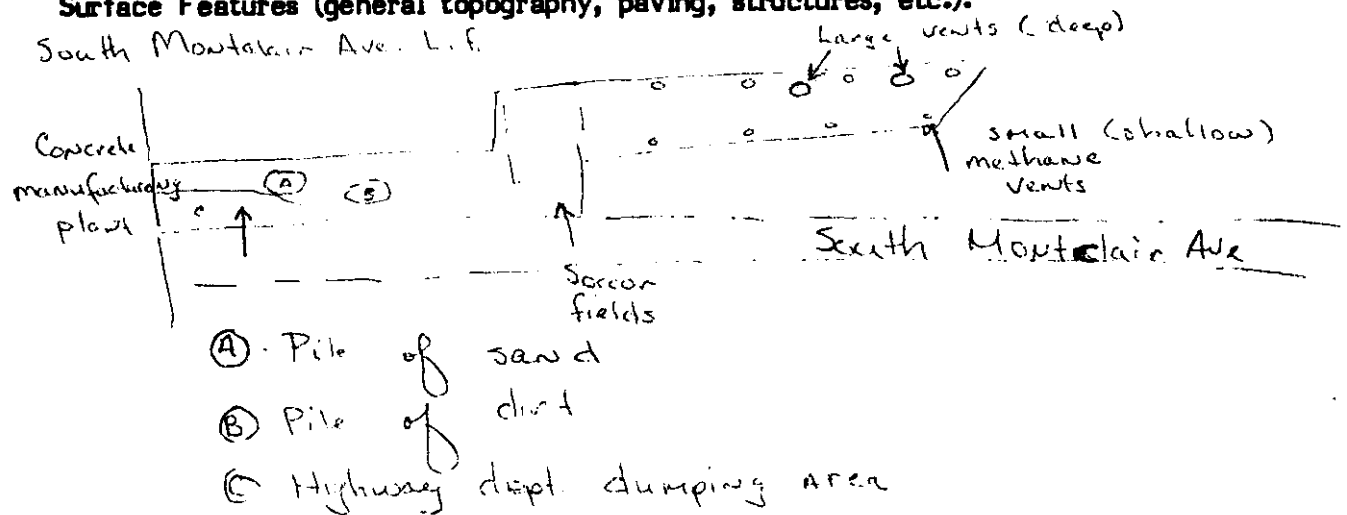 Surface Features (general topography, paving, structures, etc.):
South Montclair Ave. L.f.
Large vents (deep)
Concrete
manufacturing
plant
A
B
C
small (shallow)
methane
vents
South Montclair Ave
Soccor
fields
A. Pile of sand
B Pile of dirt
C Highway dept. dumping Area